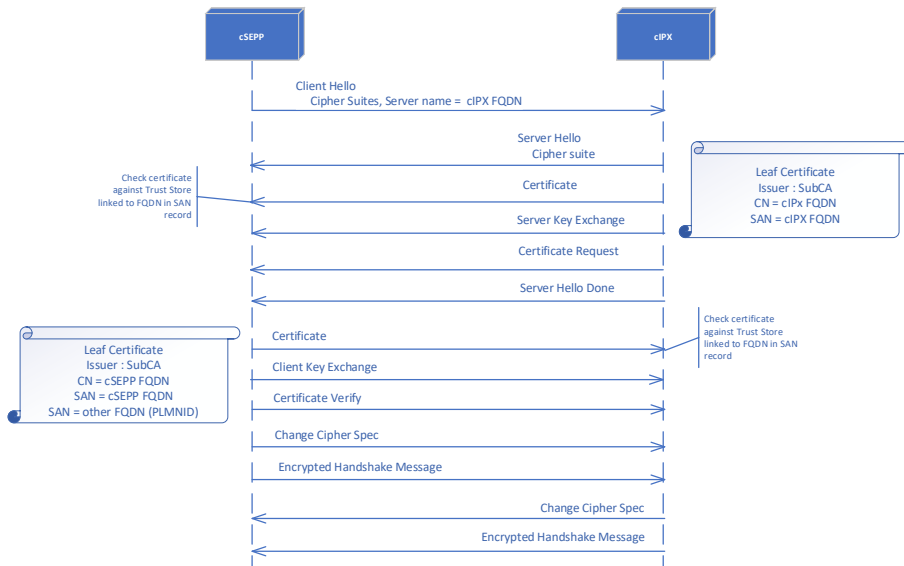 cSEPP
cIPX
Client Hello
Cipher Suites, Server name = cIPX FQDN
Server Hello
Cipher suite
Check certificate
against Trust Store
linked to FQDN in SAN
record
Certificate
Leaf Certificate
Issuer : SubCA
CN = cIPx FQDN
SAN = cIPX FQDN
Server Key Exchange
Certificate Request
Server Hello Done
Check certificate
against Trust Store
linked to FQDN in SAN
record
Certificate
Leaf Certificate
Issuer : SubCA
CN = cSEPP FQDN
SAN = cSEPP FQDN
SAN = other FQDN (PLMNID)
Client Key Exchange
Certificate Verify
Change Cipher Spec
Encrypted Handshake Message
Change Cipher Spec
Encrypted Handshake Message